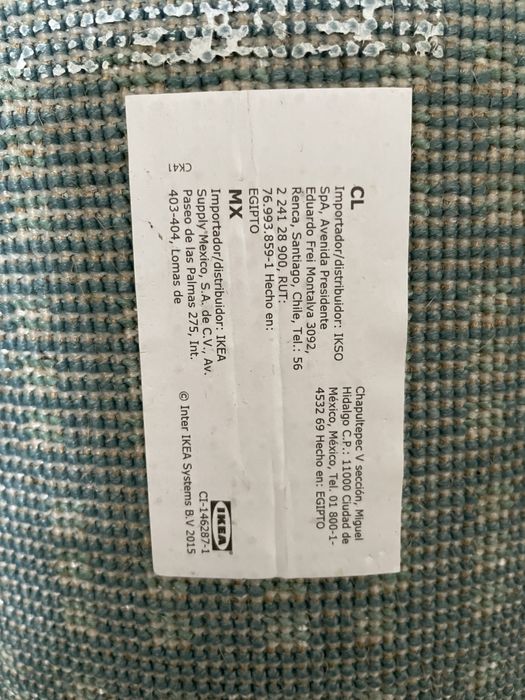 CL
Importador/distribuidor: IKSO
SpA, Avenida Presidente
Eduardo Frei Montalva 3092,
Renca, Santiago, Chile, Tel.: 56
2 241 28 900, RUT:
76.993.859-1 Hecho en:
EGIPTO
MX
Importador/distribuidor: IKEA
Supply Mexico, S.A. de C.V., Av.
Paseo de las Palmas 275, Int.
403-404, Lomas de
Chapultepec V sección, Miguel
Hidalgo C.P.: 11000 Ciudad de
México, México, Tel. 01 800-1-
4532 69 Hecho en: EGIPTO
IKEA
CI-146287-1
© Inter IKEA Systems B.V 2015
CK41